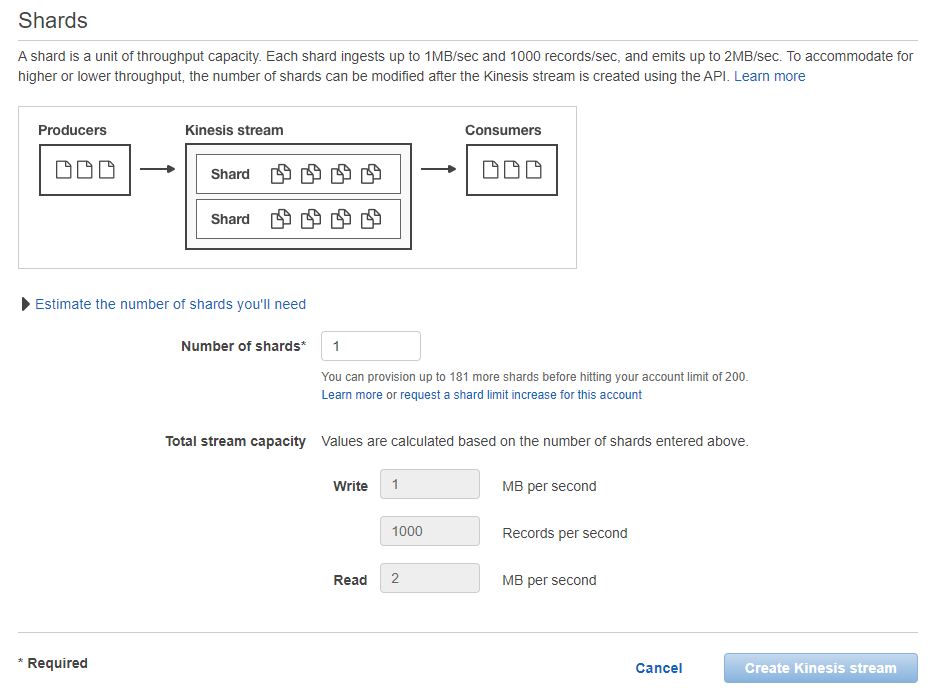 Shards
A shard is a unit of throughput capacity. Each shard ingests up to 1MB/sec and 1000 records/sec, and emits up to 2MB/sec. To accommodate for
higher or lower throughput, the number of shards can be modified after the Kinesis stream is created using the API. Learn more
Producers Kinesis stream Consumers
Shard
Shard
Estimate the number of shards you'll need
Number of shards* 1
You can provision up to 181 more shards before hitting your account limit of 200.
Learn more or request a shard limit increase for this account
Total stream capacity Values are calculated based on the number of shards entered above.
Write 1 MB per second
1000 Records per second
Read 2 MB per second
* Required Cancel Create Kinesis stream